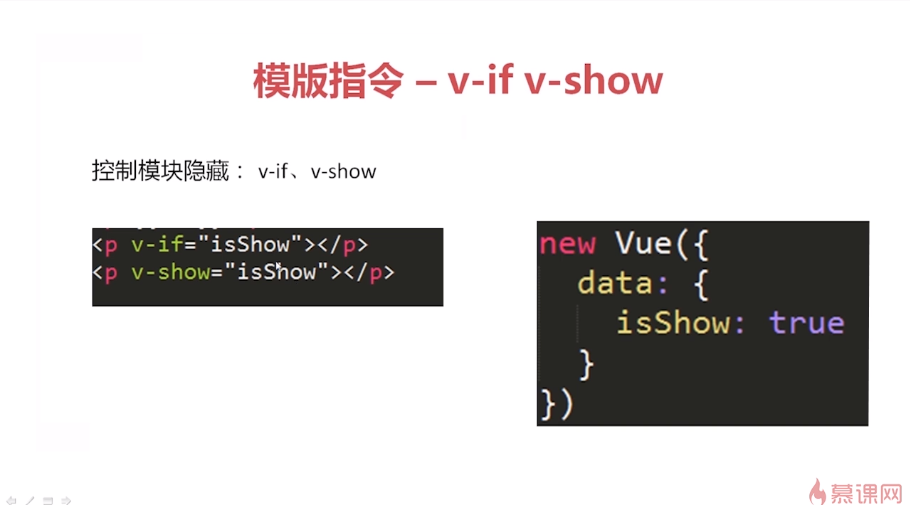 模版指令 – v-if v-show
控制模块隐藏： v-if、v-show
<p v-if="isShow"></p>
<p v-show="isShow"></p>
new Vue({
data: {
isShow: true
}
})
慕课网